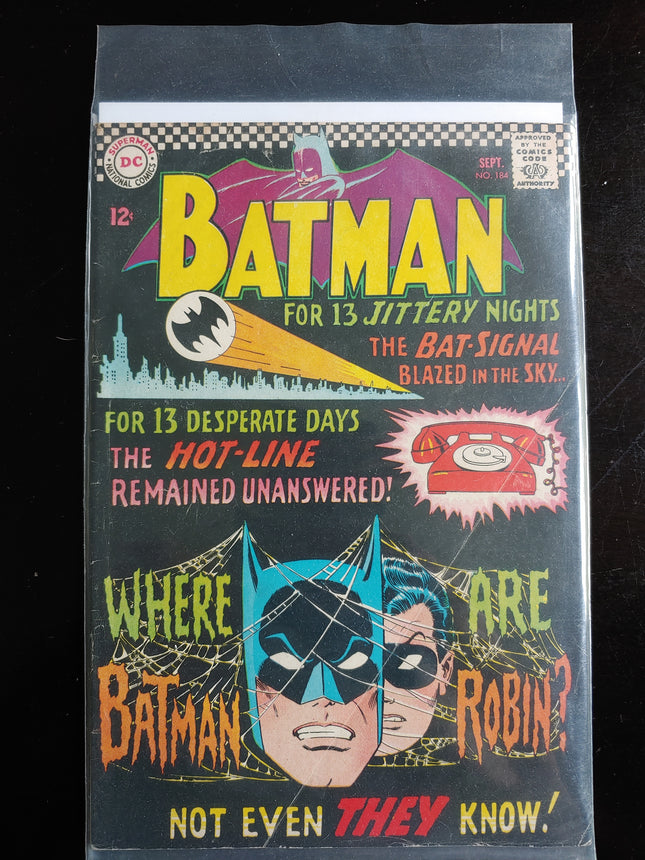 SUPERMAN
DC
NATIONAL COMICS
SEPT.
NO. 184
APPROVED
BY THE
COMICS
CODE
CA
AUTHORITY
12¢
BATMAN
FOR 13 JITTERY NIGHTS
THE BAT-SIGNAL
BLAZED IN THE SKY...
FOR 13 DESPERATE DAYS
THE HOT-LINE
REMAINED UNANSWERED!
WHERE ARE
BATMAN ROBIN?
NOT EVEN THEY KNOW!